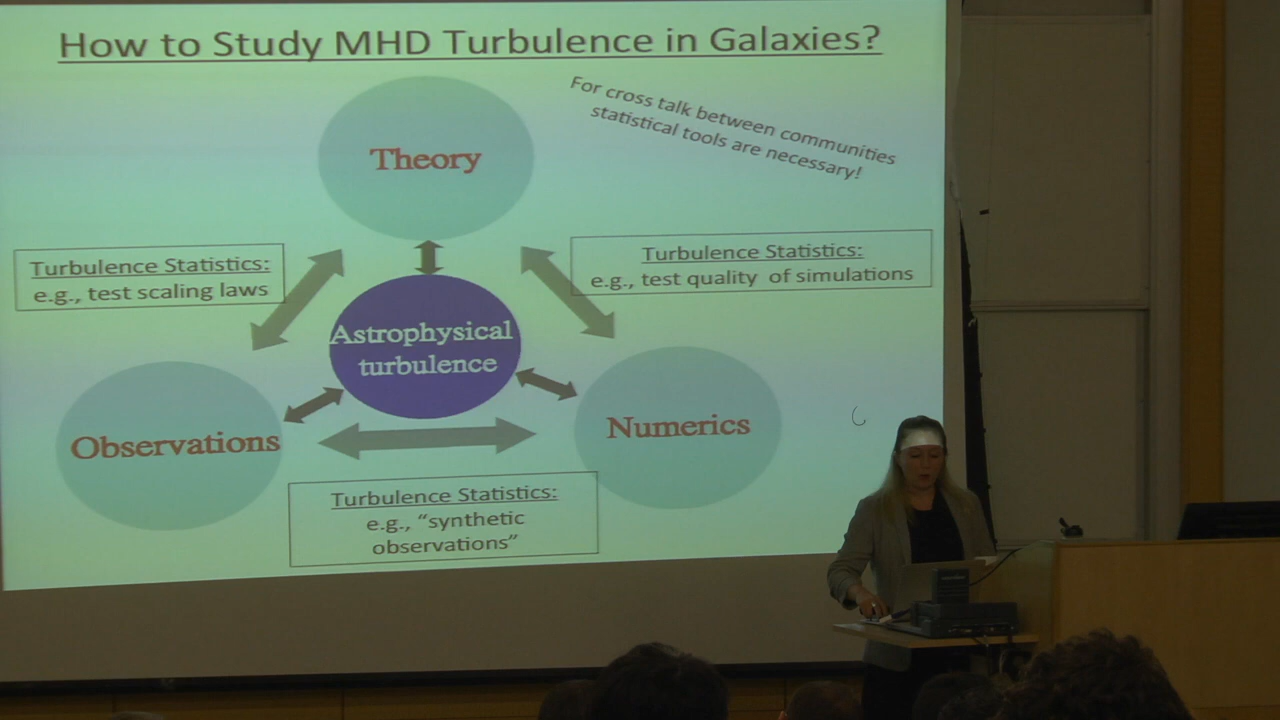 How to Study MHD Turbulence in Galaxies?
For cross talk between communities
statistical tools are necessary!
Theory
Turbulence Statistics:
e.g., test scaling laws
Turbulence Statistics:
e.g., test quality of simulations
Astrophysical
turbulence
Observations
Numerics
Turbulence Statistics:
e.g., “synthetic
observations”